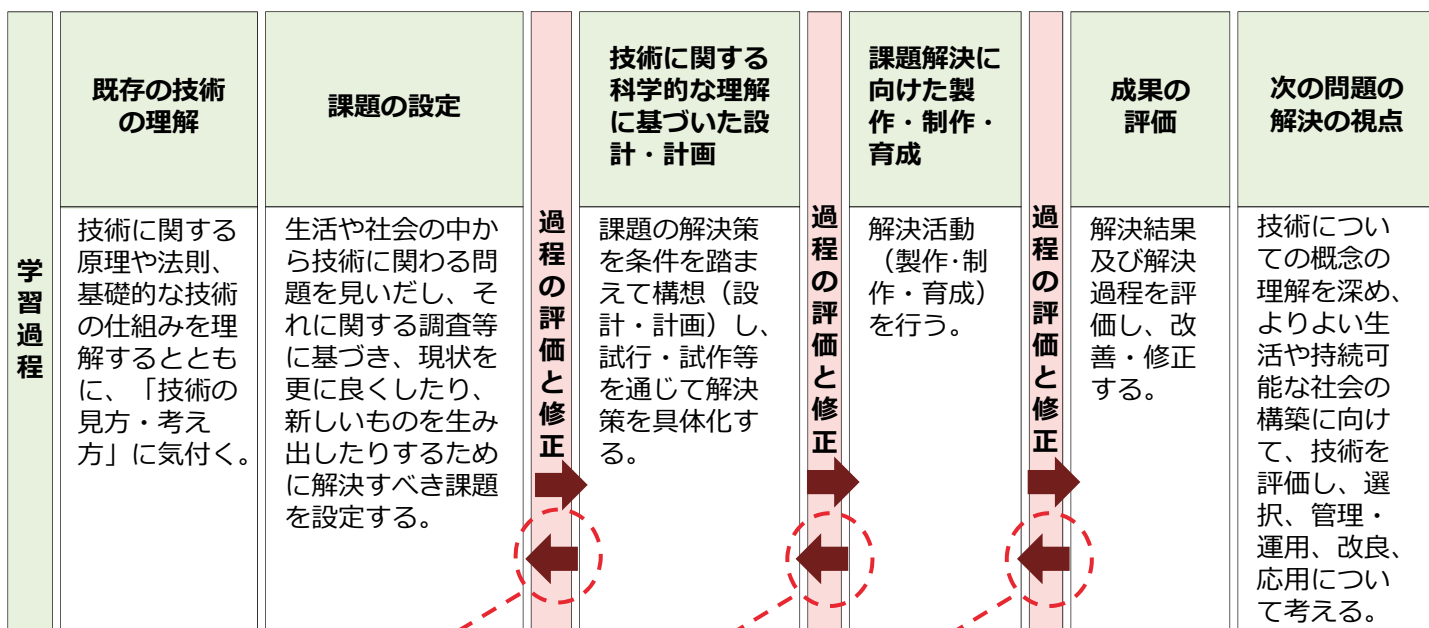 学習過程
既存の技術
の理解
技術に関する
原理や法則、
基礎的な技術
の仕組みを理
解するととも
に、「技術の
見方・考え
方」に気付く。
課題の設定
生活や社会の中か
ら技術に関わる問
題を見いだし、そ
れに関する調査等
に基づき、現状を
更に良くしたり、
新しいものを生み
出したりするため
に解決すべき課題
を設定する。
過程の評価と修正
技術に関する
科学的な理解
に基づいた設
計・計画
課題の解決策
を条件を踏ま
えて構想（設
計・計画）し、
試行・試作等
を通じて解決
策を具体化す
る。
過程の評価と修正
課題解決に
向けた製
作・制作・
育成
解決活動
（製作･制
作・育成）
を行う。
過程の評価と修正
成果の
評価
解決結果
及び解決
過程を評
価し、改
善・修正
する。
次の問題の
解決の視点
技術につい
ての概念の
理解を深め、
よりよい生
活や持続可
能な社会の
構築に向け
て、技術を
評価し、選
択、管理・
運用、改良、
応用につい
て考える。